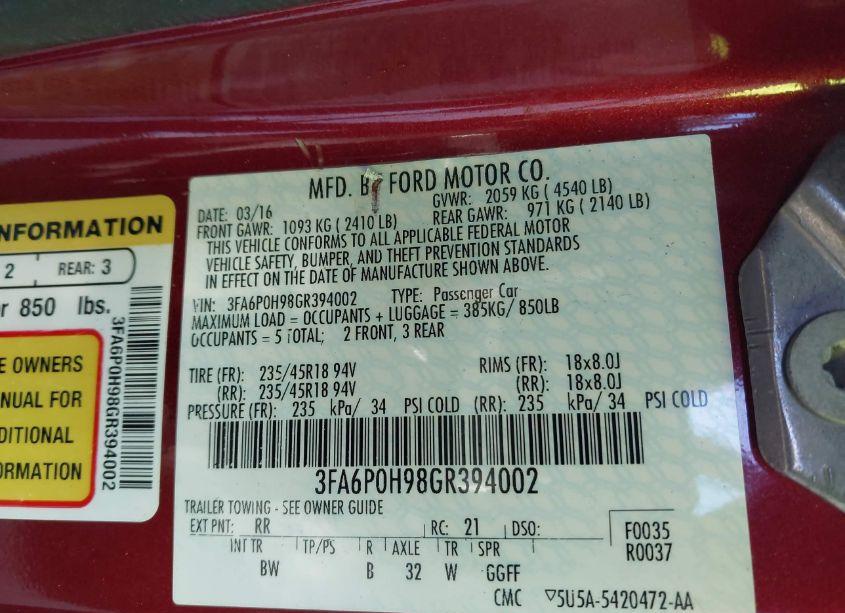 INFORMATION
2 REAR: 3
850 lbs.
3FA6P0H98GR394002
OWNERS
MANUAL FOR
MFD. BY FORD MOTOR CO.
DATE: 03/16 GVWR: 2059 KG ( 4540 LB)
FRONT GAWR: 1093 KG ( 2410 LB) REAR GAWR: 971 KG ( 2140 LB)
THIS VEHICLE CONFORMS TO ALL APPLICABLE FEDERAL MOTOR
VEHICLE SAFETY, BUMPER, AND THEFT PREVENTION STANDARDS
IN EFFECT ON THE DATE OF MANUFACTURE SHOWN ABOVE.
VIN: 3FA6P0H98GR394002 TYPE: Passenger Car
MAXIMUM LOAD = OCCUPANTS + LUGGAGE = 385KG/ 850LB
OCCUPANTS = 5 TOTAL; 2 FRONT, 3 REAR
TIRE (FR): 235/45R18 94V RIMS (FR): 18x8.0J
(RR): 235/45R18 94V (RR): 18x8.0J
PRESSURE (FR): 235 kPa/ 34 PSI COLD (RR): 235 kPa/ 34 PSI COLD
3FA6P0H98GR394002
TRAILER TOWING - SEE OWNER GUIDE
EXT PNT: RR RC: 21 DSO: F0035
R0037
INT TR TP/PS R AXLE TR SPR
BW B 32 W GGFF
CMC ▽5U5A-5420472-AA